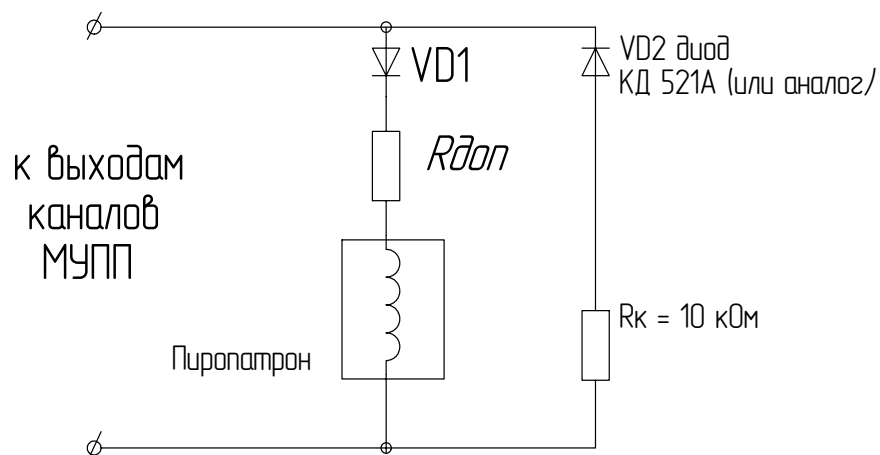 VD1
VD2 диод
КД 521А (или аналог)
Rдоп
к выходам
каналов
МУПП
Rк = 10 кОм
Пиропатрон